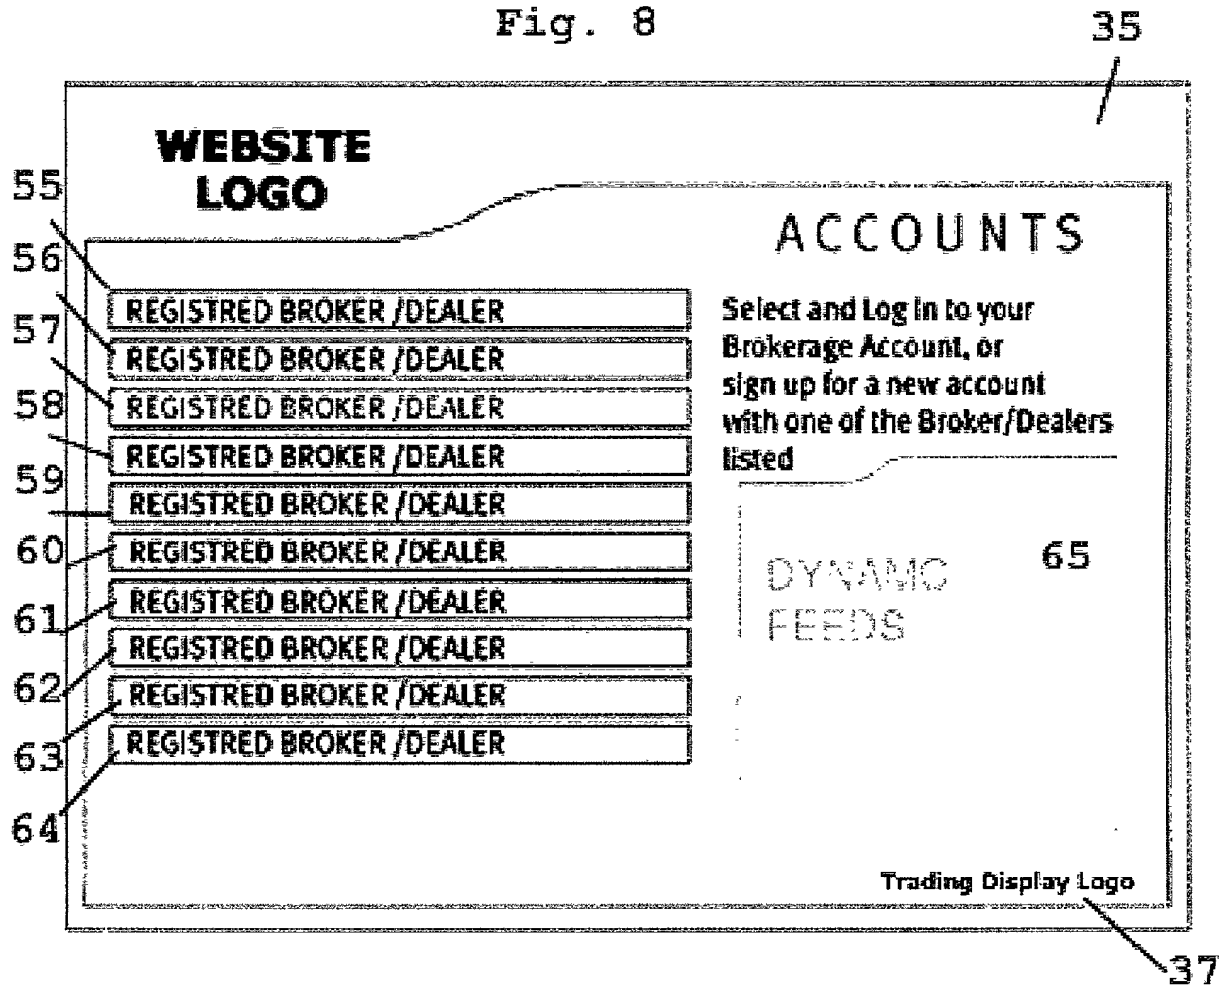 Fig. 8
35
WEBSITE
LOGO
55
56
57
58
59
60
61
62
63
64
REGISTRED BROKER /DEALER
REGISTRED BROKER /DEALER
REGISTRED BROKER /DEALER
REGISTRED BROKER /DEALER
REGISTRED BROKER /DEALER
REGISTRED BROKER /DEALER
REGISTRED BROKER /DEALER
REGISTRED BROKER /DEALER
REGISTRED BROKER /DEALER
REGISTRED BROKER /DEALER
ACCOUNTS
Select and Log In to your
Brokerage Account, or
sign up for a new account
with one of the Broker/Dealers
listed
65
DYNAMIC
FEEDS
Trading Display Logo
37